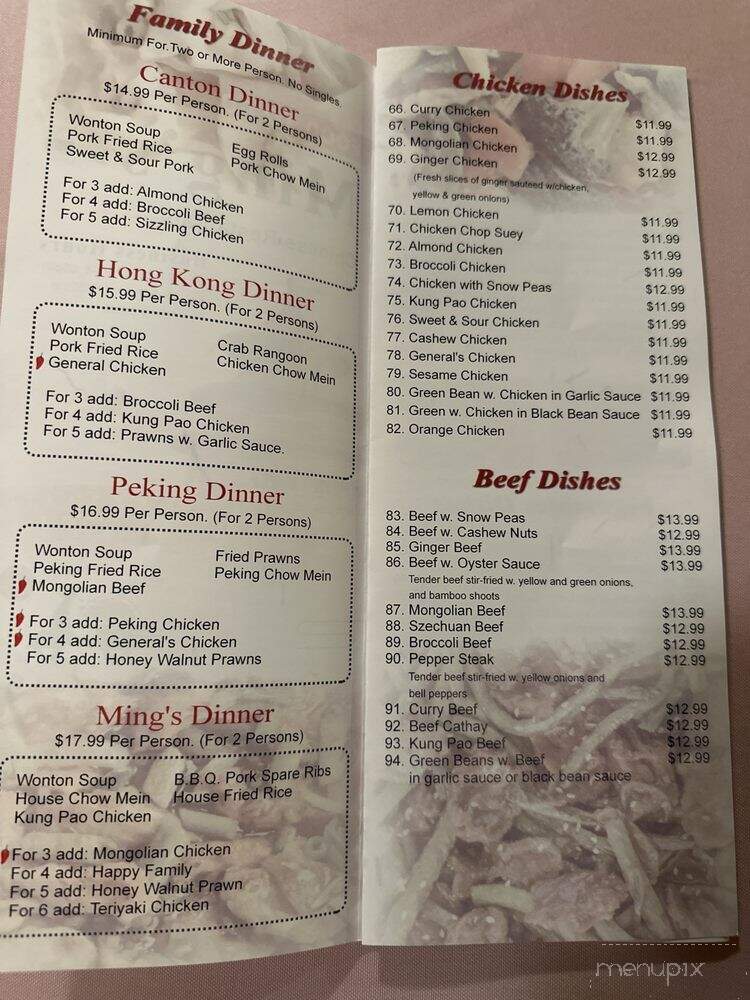 Family Dinner
Minimum For.Two or More Person. No Singles.
Canton Dinner
$14.99 Per Person. (For 2 Persons)
Wonton Soup
Pork Fried Rice
Sweet & Sour Pork
Egg Rolls
Pork Chow Mein
For 3 add: Almond Chicken
For 4 add: Broccoli Beef
For 5 add: Sizzling Chicken
Hong Kong Dinner
$15.99 Per Person. (For 2 Persons)
Wonton Soup
Pork Fried Rice
General Chicken
Crab Rangoon
Chicken Chow Mein
For 3 add: Broccoli Beef
For 4 add: Kung Pao Chicken
For 5 add: Prawns w. Garlic Sauce.
Peking Dinner
$16.99 Per Person. (For 2 Persons)
Wonton Soup
Peking Fried Rice
Mongolian Beef
Fried Prawns
Peking Chow Mein
For 3 add: Peking Chicken
For 4 add: General's Chicken
For 5 add: Honey Walnut Prawns
Ming's Dinner
$17.99 Per Person. (For 2 Persons)
Wonton Soup
House Chow Mein
Kung Pao Chicken
B.B.Q. Pork Spare Ribs
House Fried Rice
For 3 add: Mongolian Chicken
For 4 add: Happy Family
For 5 add: Honey Walnut Prawn
For 6 add: Teriyaki Chicken
Chicken Dishes
66. Curry Chicken $11.99
67. Peking Chicken $11.99
68. Mongolian Chicken $12.99
69. Ginger Chicken $12.99
(Fresh slices of ginger sauteed w/chicken,
yellow & green onions)
70. Lemon Chicken $11.99
71. Chicken Chop Suey $11.99
72. Almond Chicken $11.99
73. Broccoli Chicken $11.99
74. Chicken with Snow Peas $12.99
75. Kung Pao Chicken $11.99
76. Sweet & Sour Chicken $11.99
77. Cashew Chicken $11.99
78. General's Chicken $11.99
79. Sesame Chicken $11.99
80. Green Bean w. Chicken in Garlic Sauce $11.99
81. Green w. Chicken in Black Bean Sauce $11.99
82. Orange Chicken $11.99
Beef Dishes
83. Beef w. Snow Peas $13.99
84. Beef w. Cashew Nuts $12.99
85. Ginger Beef $13.99
86. Beef w. Oyster Sauce $13.99
Tender beef stir-fried w. yellow and green onions,
and bamboo shoots
87. Mongolian Beef $13.99
88. Szechuan Beef $12.99
89. Broccoli Beef $12.99
90. Pepper Steak $12.99
Tender beef stir-fried w. yellow onions and
bell peppers
91. Curry Beef $12.99
92. Beef Cathay $12.99
93. Kung Pao Beef $12.99
94. Green Beans w. Beef $12.99
in garlic sauce or black bean sauce
menupix